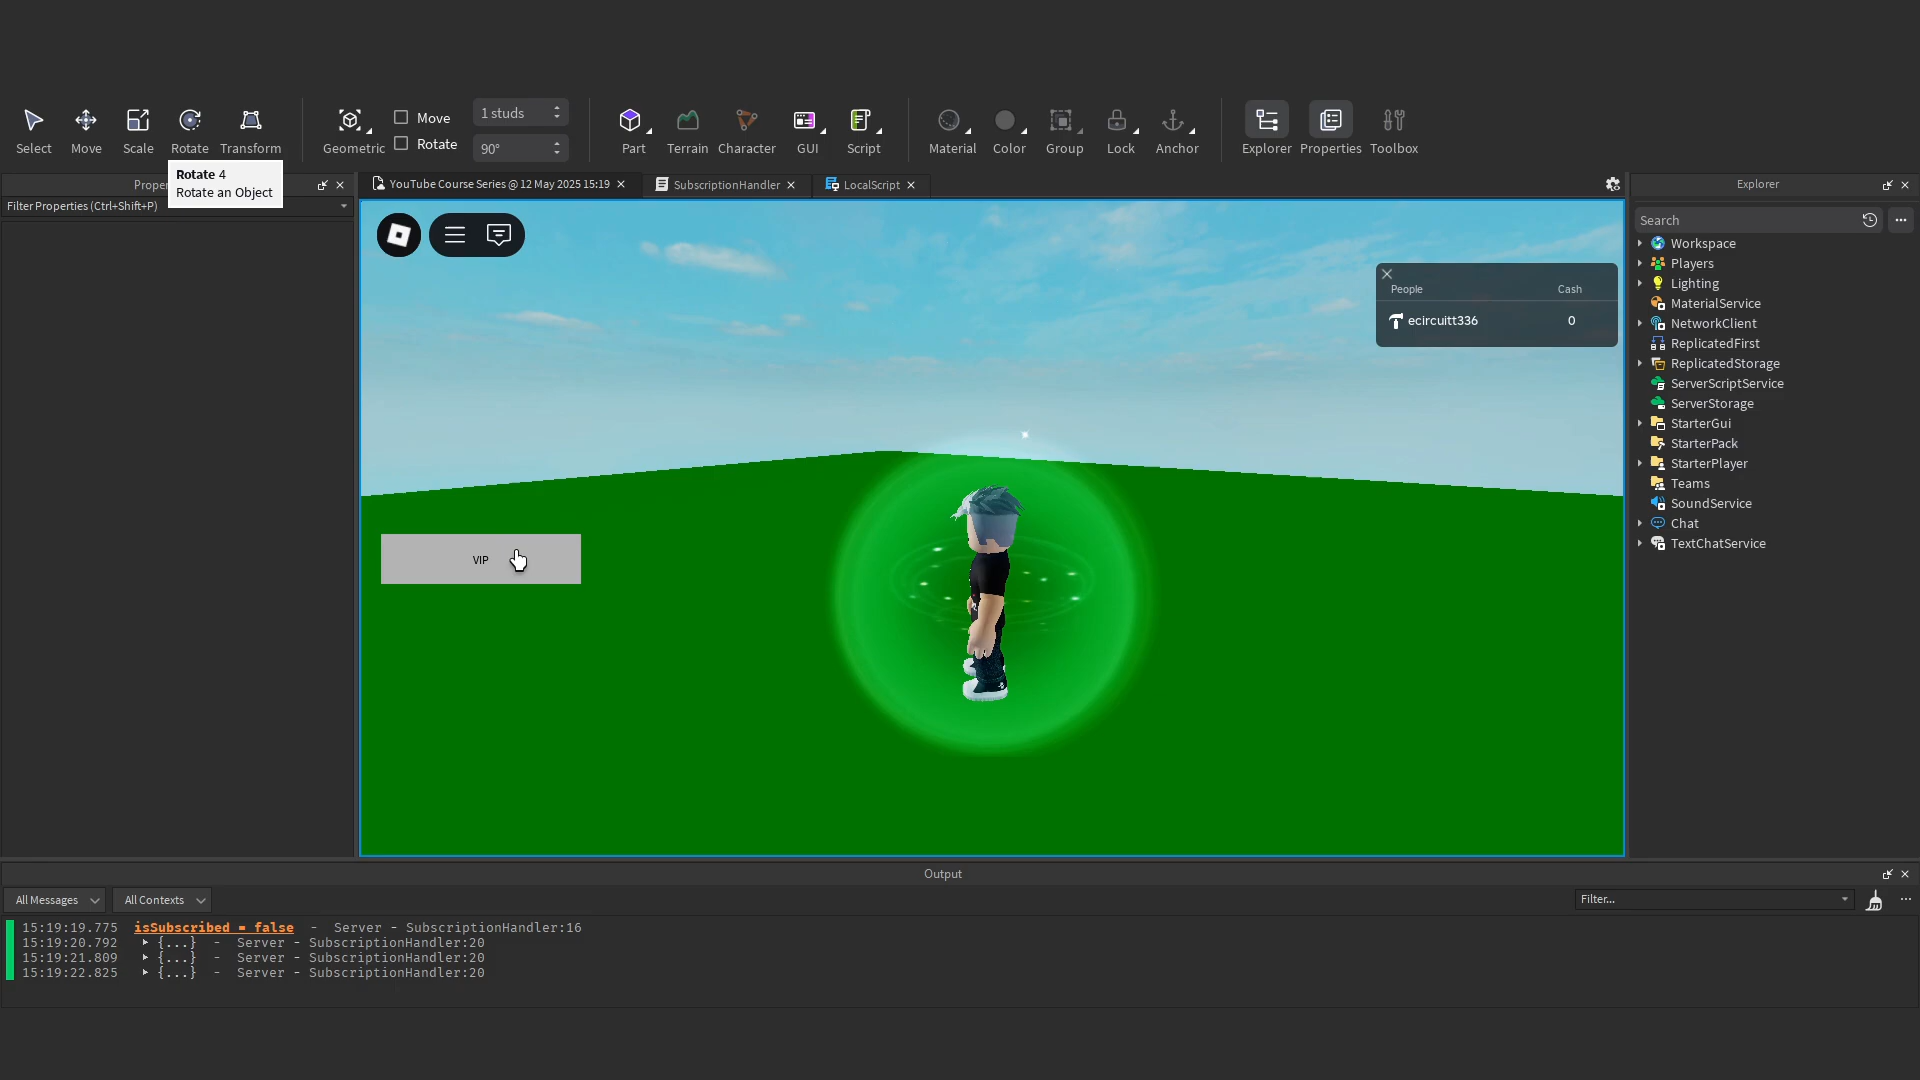 Select
Move
Scale
Rotate
Transform
Geometric
Move
Rotate
1 studs
90°
Part
Terrain
Character
GUI
Script
Material
Color
Group
Lock
Anchor
Explorer
Properties
Toolbox
Rotate 4
Rotate an Object
Proper
Filter Properties (Ctrl+Shift+P)
YouTube Course Series @ 12 May 2025 15:19
SubscriptionHandler
LocalScript
People Cash
ecircuitt336 0
VIP
Explorer
Search
Workspace
Players
Lighting
MaterialService
NetworkClient
ReplicatedFirst
ReplicatedStorage
ServerScriptService
ServerStorage
StarterGui
StarterPack
StarterPlayer
Teams
SoundService
Chat
TextChatService
Output
All Messages
All Contexts
Filter...
15:19:19.775 isSubscribed = false - Server - SubscriptionHandler:16
15:19:20.792 {...} - Server - SubscriptionHandler:20
15:19:21.809 {...} - Server - SubscriptionHandler:20
15:19:22.825 {...} - Server - SubscriptionHandler:20